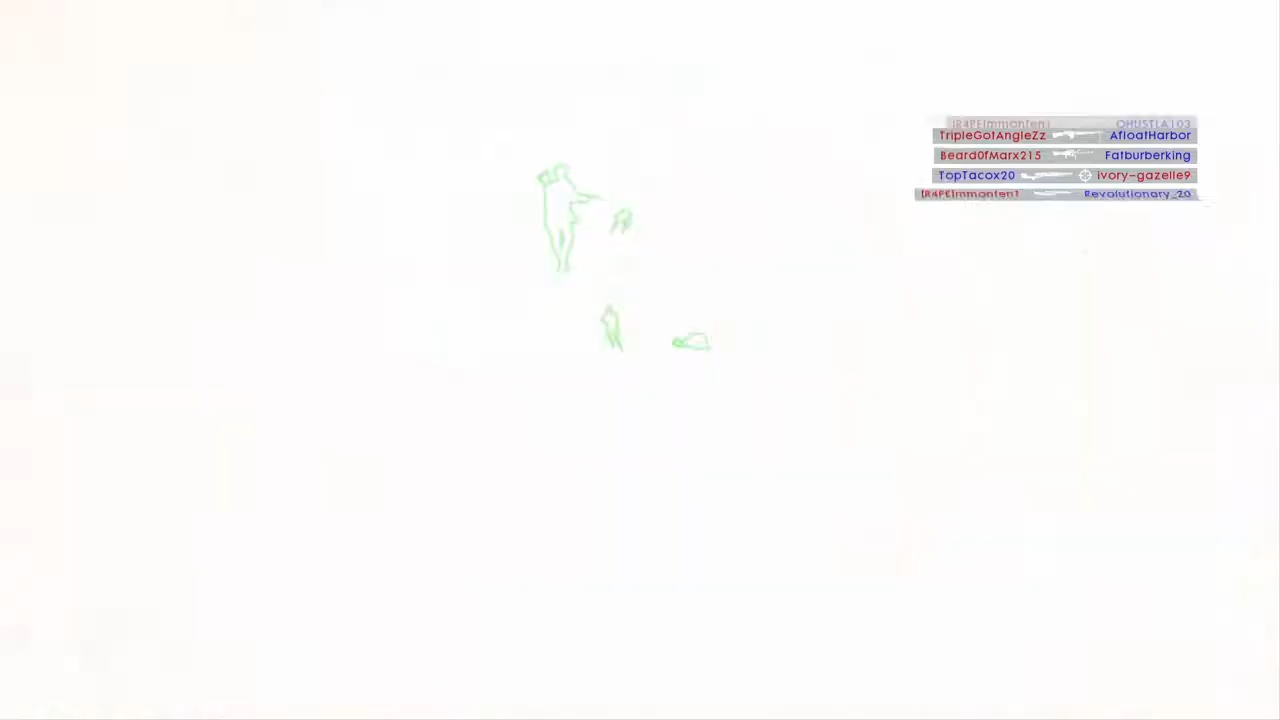 TripleGotAngleZz AfloatHarbor
Beard0fMarx215 Fatburberking
TopTacox20 ivory-gazelle9
Revolutionary_20